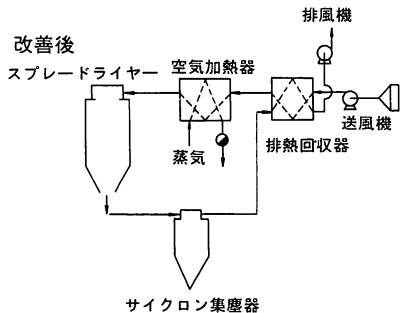 排風機
改善後
スプレードライヤー
空気加熱器
送風機
蒸気
排熱回収器
サイクロン集塵器